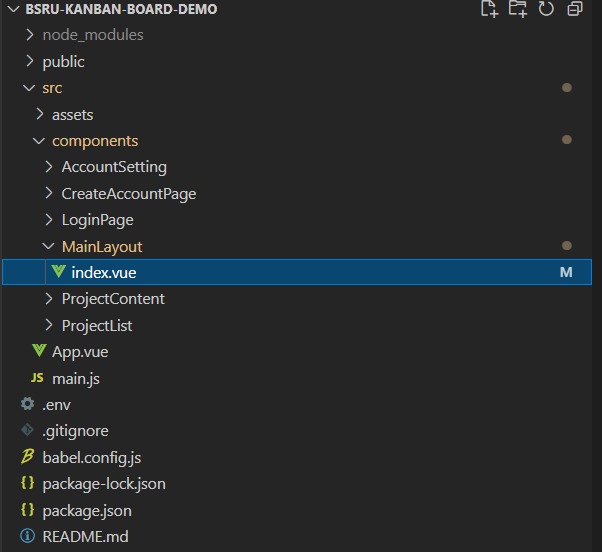 BSRU-KANBAN-BOARD-DEMO
node_modules
public
src
assets
components
AccountSetting
CreateAccountPage
LoginPage
MainLayout
index.vue M
ProjectContent
ProjectList
App.vue
JS main.js
.env
.gitignore
babel.config.js
{} package-lock.json
{} package.json
README.md